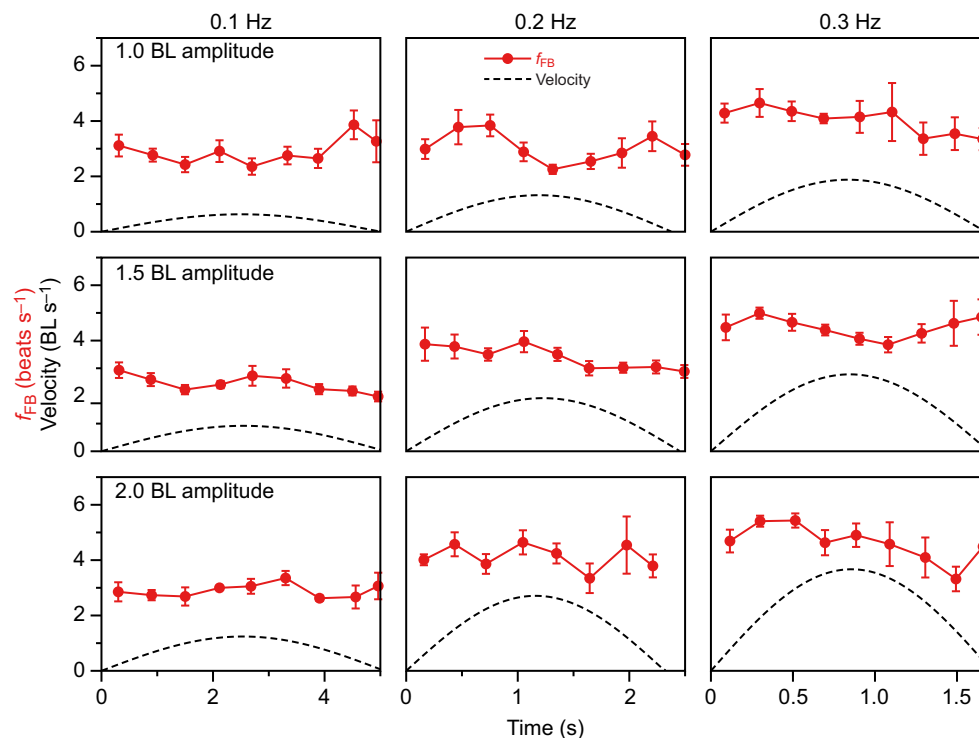 0.1 Hz
0.2 Hz
0.3 Hz
1.0 BL amplitude
f_FB
Velocity
6
4
2
0
1.5 BL amplitude
6
4
2
0
2.0 BL amplitude
6
4
2
0
f_FB (beats s⁻¹)
Velocity (BL s⁻¹)
0 2 4
0 1 2
0 0.5 1.0 1.5
Time (s)